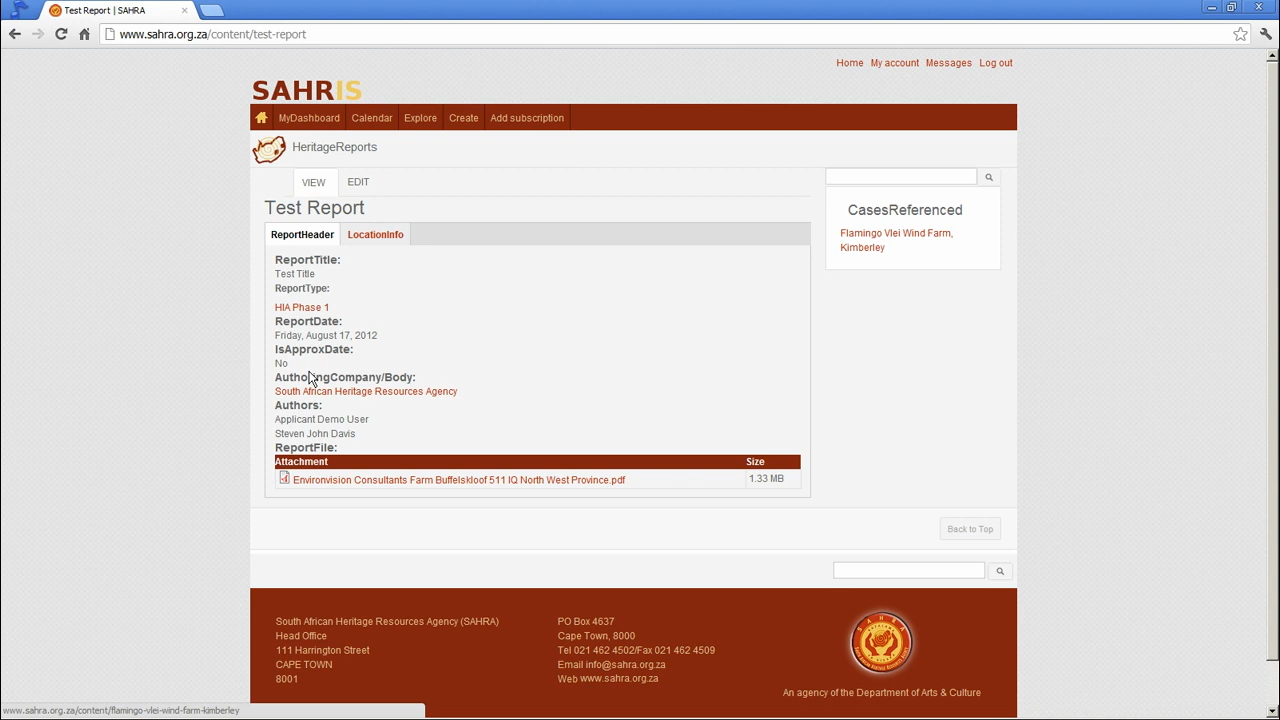 Test Report | SAHRA
www.sahra.org.za/content/test-report
Home My account Messages Log out
SAHRIS
MyDashboard Calendar Explore Create Add subscription
HeritageReports
VIEW EDIT
Test Report
CasesReferenced
Flamingo Vlei Wind Farm,
Kimberley
ReportHeader LocationInfo
ReportTitle:
Test Title
ReportType:
HIA Phase 1
ReportDate:
Friday, August 17, 2012
IsApproxDate:
No
AuthoringCompany/Body:
South African Heritage Resources Agency
Authors:
Applicant Demo User
Steven John Davis
ReportFile:
Attachment Size
Environvision Consultants Farm Buffelskloof 511 IQ North West Province.pdf 1.33 MB
Back to Top
South African Heritage Resources Agency (SAHRA)
Head Office
111 Harrington Street
CAPE TOWN
8001
PO Box 4637
Cape Town, 8000
Tel 021 462 4502/Fax 021 462 4509
Email info@sahra.org.za
Web www.sahra.org.za
SAHRA
An agency of the Department of Arts & Culture
www.sahra.org.za/content/flamingo-vlei-wind-farm-kimberley